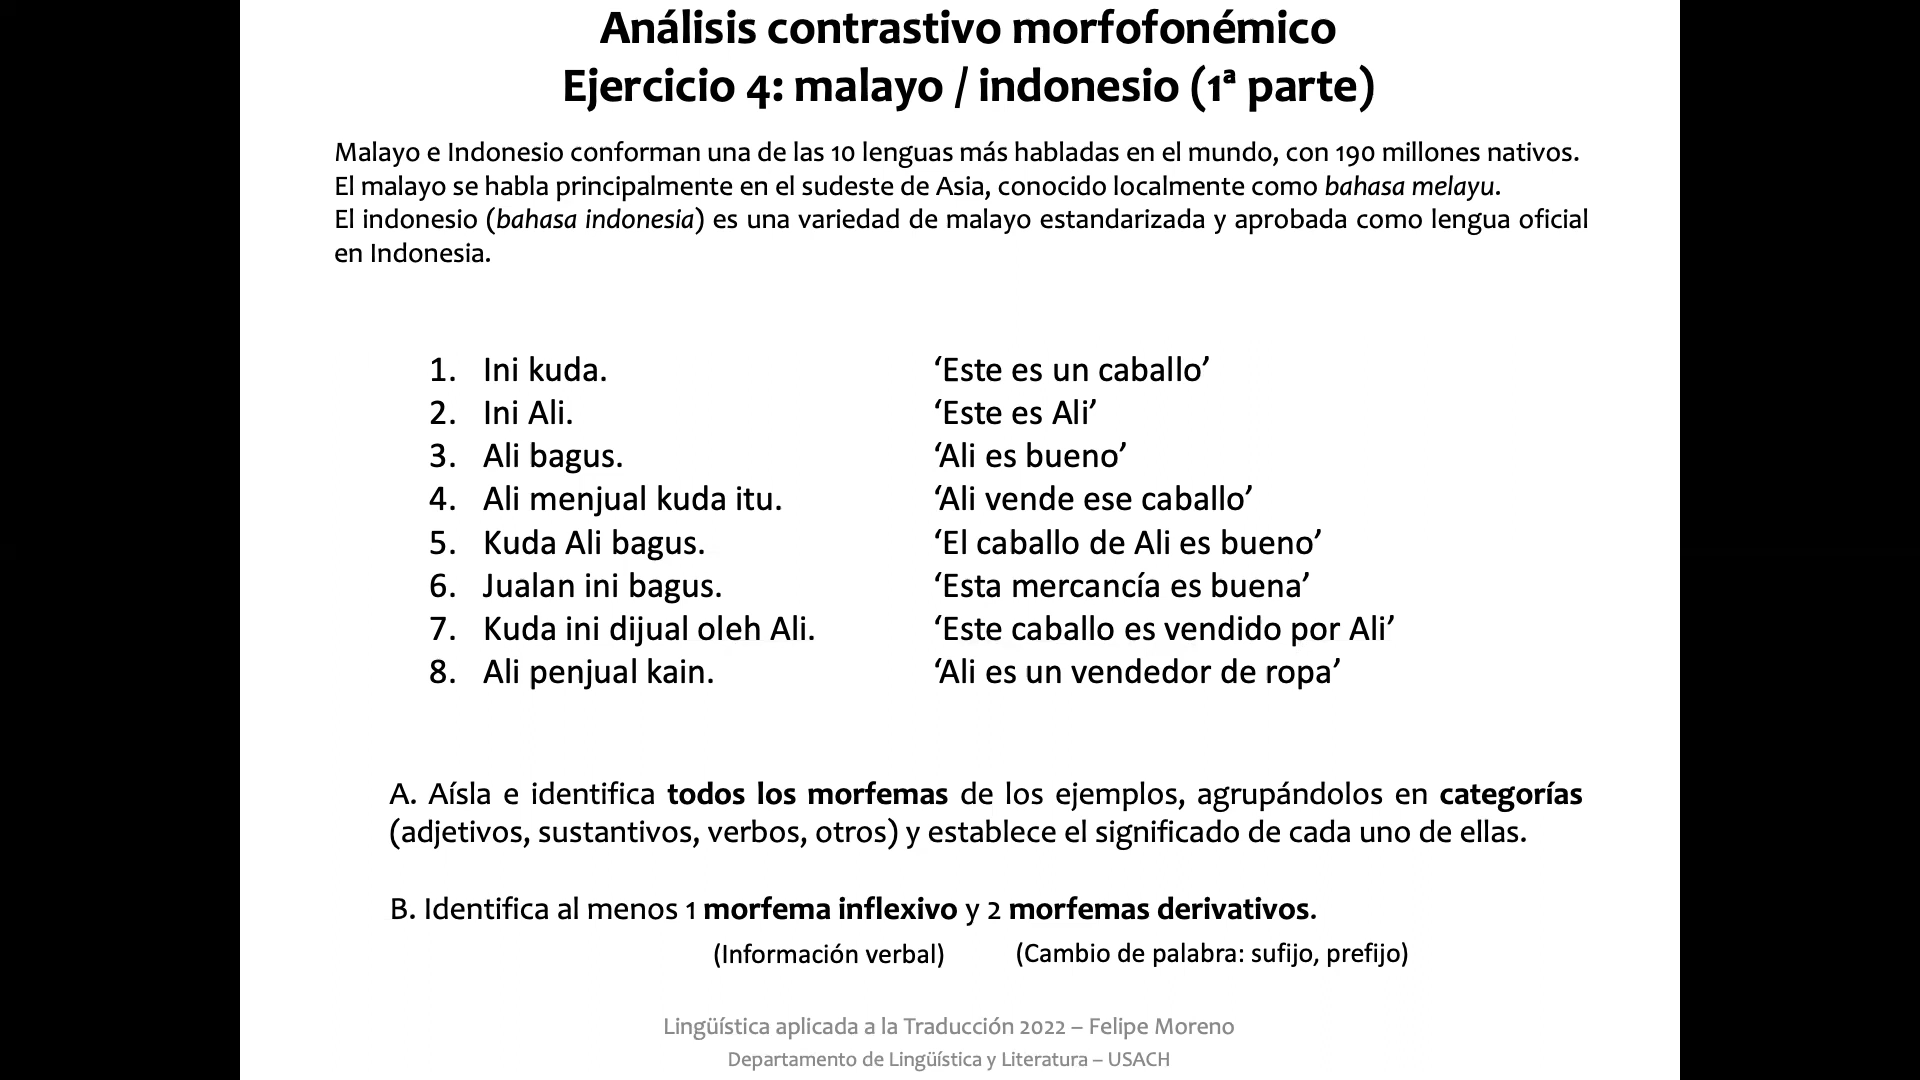 Análisis contrastivo morfofonémico
Ejercicio 4: malayo / indonesio (1ª parte)
Malayo e Indonesio conforman una de las 10 lenguas más habladas en el mundo, con 190 millones nativos.
El malayo se habla principalmente en el sudeste de Asia, conocido localmente como bahasa melayu.
El indonesio (bahasa indonesia) es una variedad de malayo estandarizada y aprobada como lengua oficial
en Indonesia.
1. Ini kuda. ‘Este es un caballo’
2. Ini Ali. ‘Este es Ali’
3. Ali bagus. ‘Ali es bueno’
4. Ali menjual kuda itu. ‘Ali vende ese caballo’
5. Kuda Ali bagus. ‘El caballo de Ali es bueno’
6. Jualan ini bagus. ‘Esta mercancía es buena’
7. Kuda ini dijual oleh Ali. ‘Este caballo es vendido por Ali’
8. Ali penjual kain. ‘Ali es un vendedor de ropa’
A. Aísla e identifica todos los morfemas de los ejemplos, agrupándolos en categorías
(adjetivos, sustantivos, verbos, otros) y establece el significado de cada uno de ellas.
B. Identifica al menos 1 morfema inflexivo y 2 morfemas derivativos.
(Información verbal) (Cambio de palabra: sufijo, prefijo)
Lingüística aplicada a la Traducción 2022 – Felipe Moreno
Departamento de Lingüística y Literatura – USACH